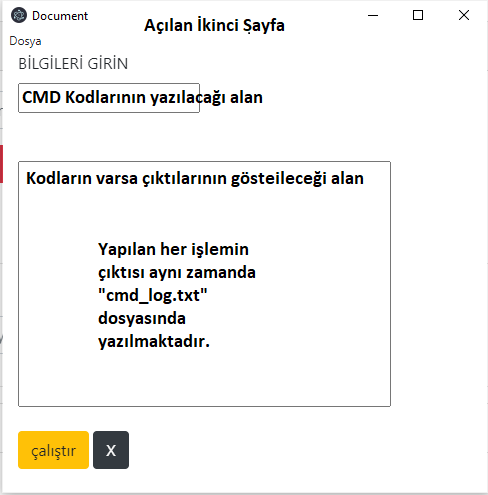 Document
Açılan İkinci Sayfa
Dosya
BİLGİLERİ GİRİN
CMD Kodlarının yazılacağı alan
Kodların varsa çıktılarının gösteileceği alan
Yapılan her işlemin
çıktısı aynı zamanda
"cmd_log.txt"
dosyasında
yazılmaktadır.
çalıştır
X